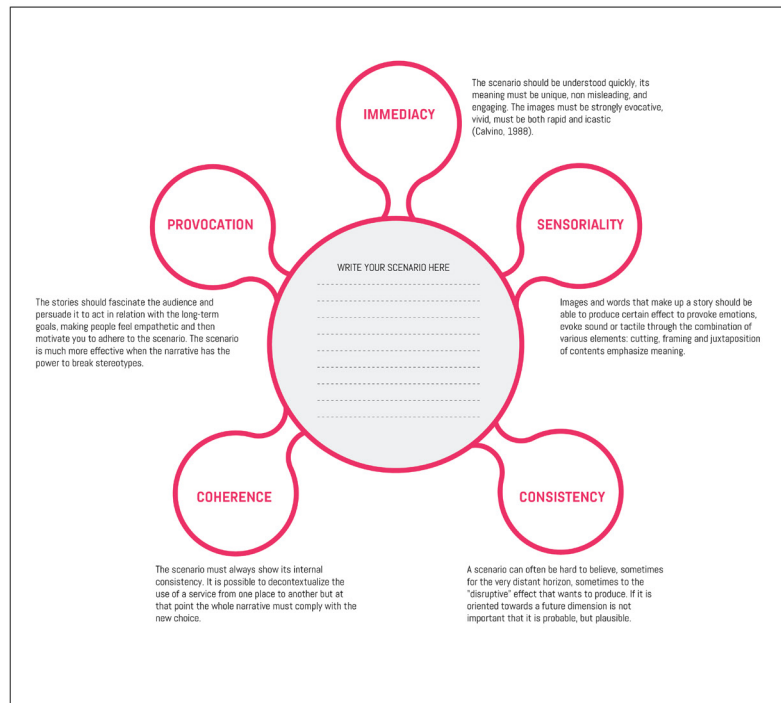 IMMEDIACY
The scenario should be understood quickly, its
meaning must be unique, non misleading, and
engaging. The images must be strongly evocative,
vivid, must be both rapid and icastic
(Calvino, 1988).
PROVOCATION
SENSORIALITY
WRITE YOUR SCENARIO HERE
The stories should fascinate the audience and
persuade it to act in relation with the long-term
goals, making people feel empathetic and then
motivate you to adhere to the scenario. The scenario
is much more effective when the narrative has the
power to break stereotypes.
Images and words that make up a story should be
able to produce certain effect to provoke emotions,
evoke sound or tactile through the combination of
various elements: cutting, framing and juxtaposition
of contents emphasize meaning.
COHERENCE
CONSISTENCY
The scenario must always show its internal
consistency. It is possible to decontextualize the
use of a service from one place to another but at
that point the whole narrative must comply with the
new choice.
A scenario can often be hard to believe, sometimes
for the very distant horizon, sometimes to the
"disruptive" effect that wants to produce. If it is
oriented towards a future dimension is not
important that it is probable, but plausible.